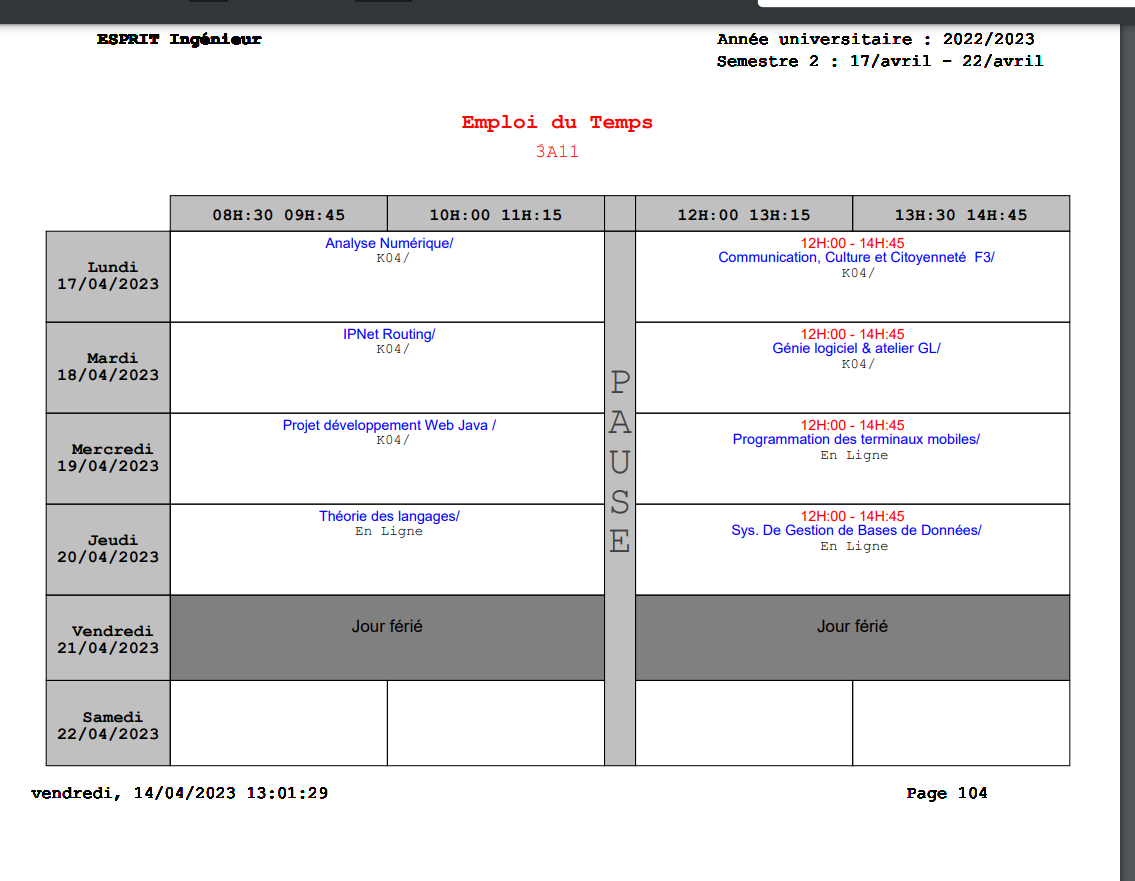 ESPRIT Ingénieur
Année universitaire : 2022/2023
Semestre 2 : 17/avril - 22/avril
Emploi du Temps
3A11
08H:30 09H:45 10H:00 11H:15 12H:00 13H:15 13H:30 14H:45
Lundi
17/04/2023
Analyse Numérique/
K04/
12H:00 - 14H:45
Communication, Culture et Citoyenneté F3/
K04/
Mardi
18/04/2023
IPNet Routing/
K04/
12H:00 - 14H:45
Génie logiciel & atelier GL/
K04/
PAUSE
Mercredi
19/04/2023
Projet développement Web Java /
K04/
12H:00 - 14H:45
Programmation des terminaux mobiles/
En Ligne
Jeudi
20/04/2023
Théorie des langages/
En Ligne
12H:00 - 14H:45
Sys. De Gestion de Bases de Données/
En Ligne
Vendredi
21/04/2023
Jour férié
Jour férié
Samedi
22/04/2023
vendredi, 14/04/2023 13:01:29
Page 104